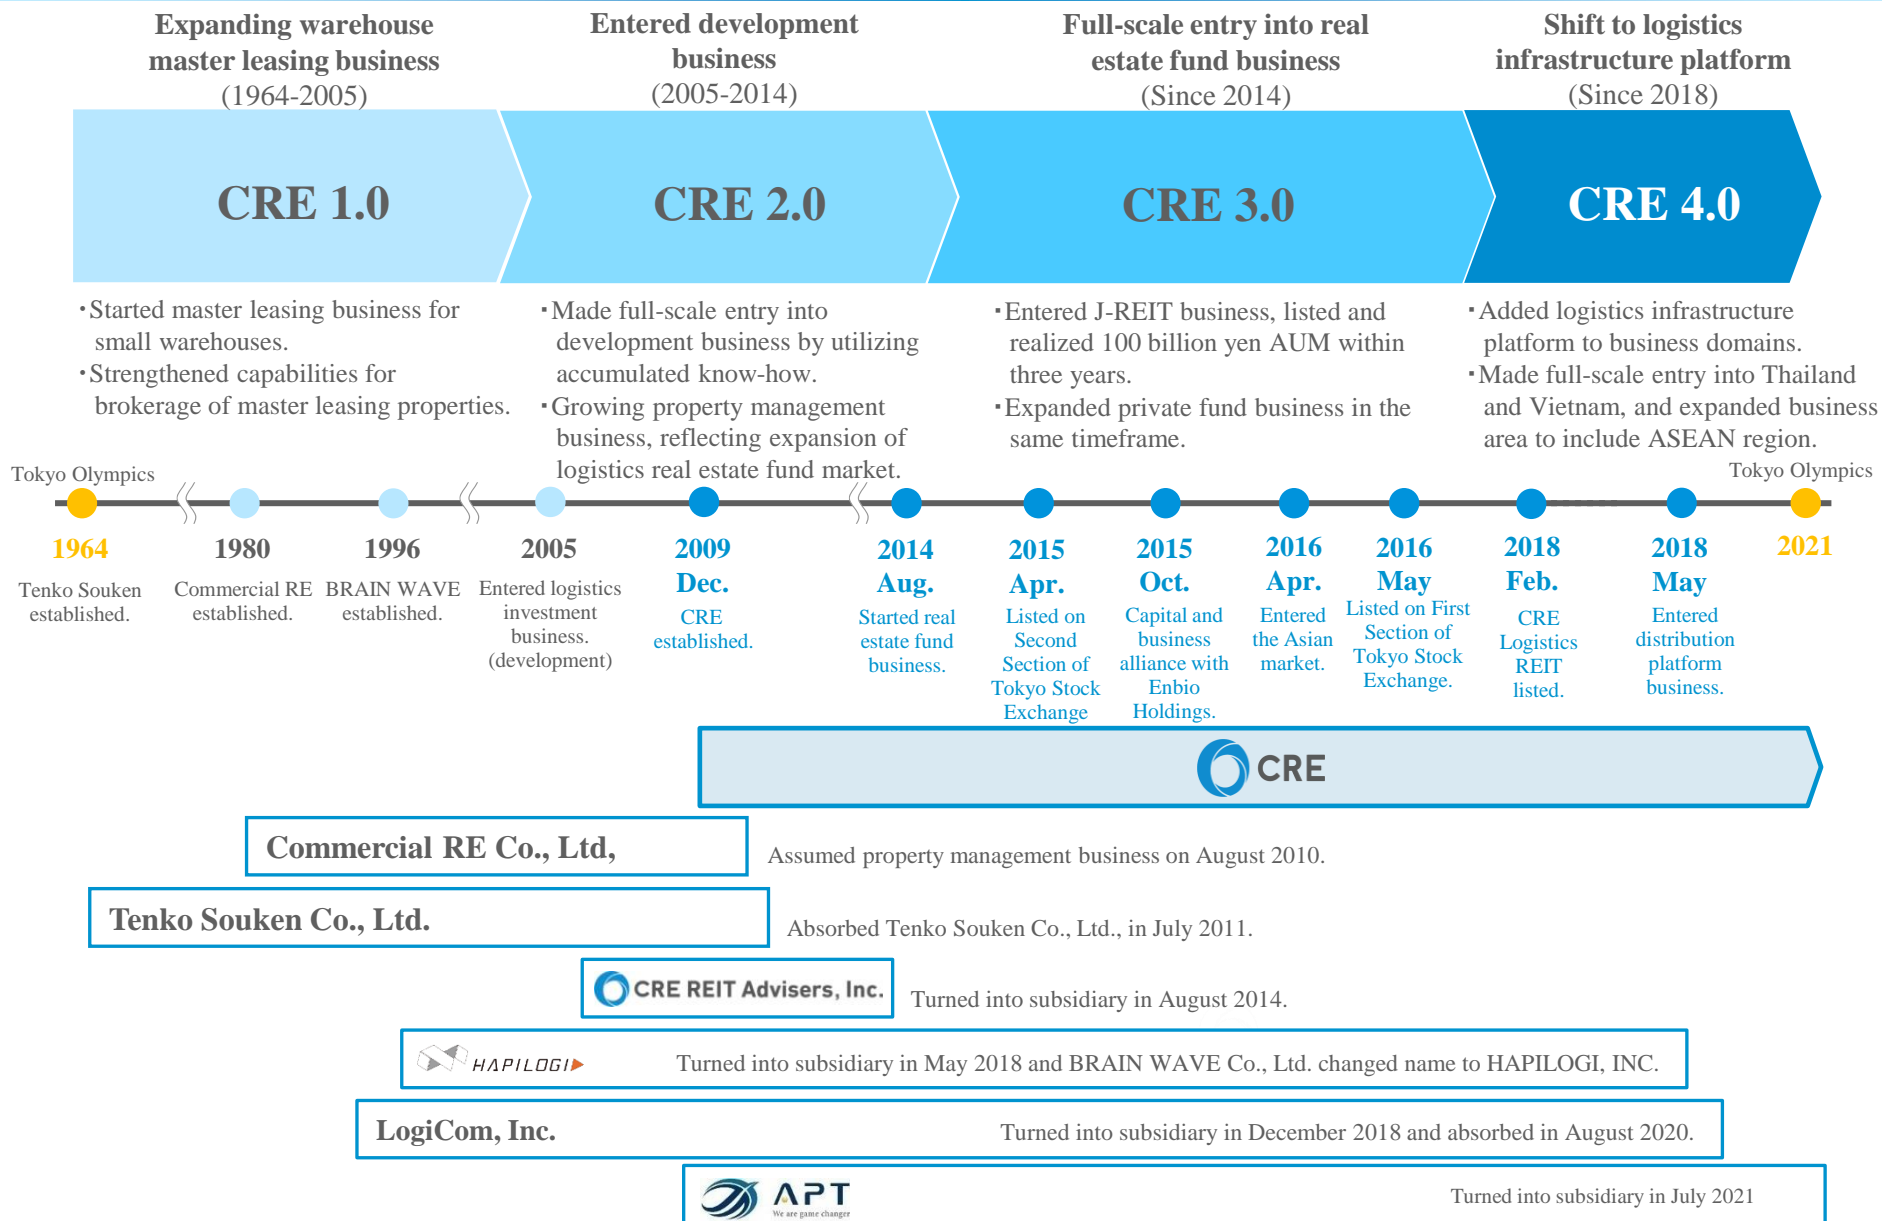 Expanding warehouse
master leasing business
(1964-2005)
Entered development
business
(2005-2014)
Full-scale entry into real
estate fund business
(Since 2014)
Shift to logistics
infrastructure platform
(Since 2018)
CRE 1.0
CRE 2.0
CRE 3.0
CRE 4.0
・Started master leasing business for
small warehouses.
・Strengthened capabilities for
brokerage of master leasing properties.
・Made full-scale entry into
development business by utilizing
accumulated know-how.
・Growing property management
business, reflecting expansion of
logistics real estate fund market.
・Entered J-REIT business, listed and
realized 100 billion yen AUM within
three years.
・Expanded private fund business in the
same timeframe.
・Added logistics infrastructure
platform to business domains.
・Made full-scale entry into Thailand
and Vietnam, and expanded business
area to include ASEAN region.
Tokyo Olympics
Tokyo Olympics
1964
Tenko Souken
established.
1980
Commercial RE
established.
1996
BRAIN WAVE
established.
2005
Entered logistics
investment
business.
(development)
2009
Dec.
CRE
established.
2014
Aug.
Started real
estate fund
business.
2015
Apr.
Listed on
Second
Section of
Tokyo Stock
Exchange
2015
Oct.
Capital and
business
alliance with
Enbio
Holdings.
2016
Apr.
Entered
the Asian
market.
2016
May
Listed on First
Section of
Tokyo Stock
Exchange.
2018
Feb.
CRE
Logistics
REIT
listed.
2018
May
Entered
distribution
platform
business.
2021
CRE
Commercial RE Co., Ltd,
Assumed property management business on August 2010.
Tenko Souken Co., Ltd.
Absorbed Tenko Souken Co., Ltd., in July 2011.
CRE REIT Advisers, Inc.
Turned into subsidiary in August 2014.
HAPILOGI
Turned into subsidiary in May 2018 and BRAIN WAVE Co., Ltd. changed name to HAPILOGI, INC.
LogiCom, Inc.
Turned into subsidiary in December 2018 and absorbed in August 2020.
APT
We are game changer
Turned into subsidiary in July 2021